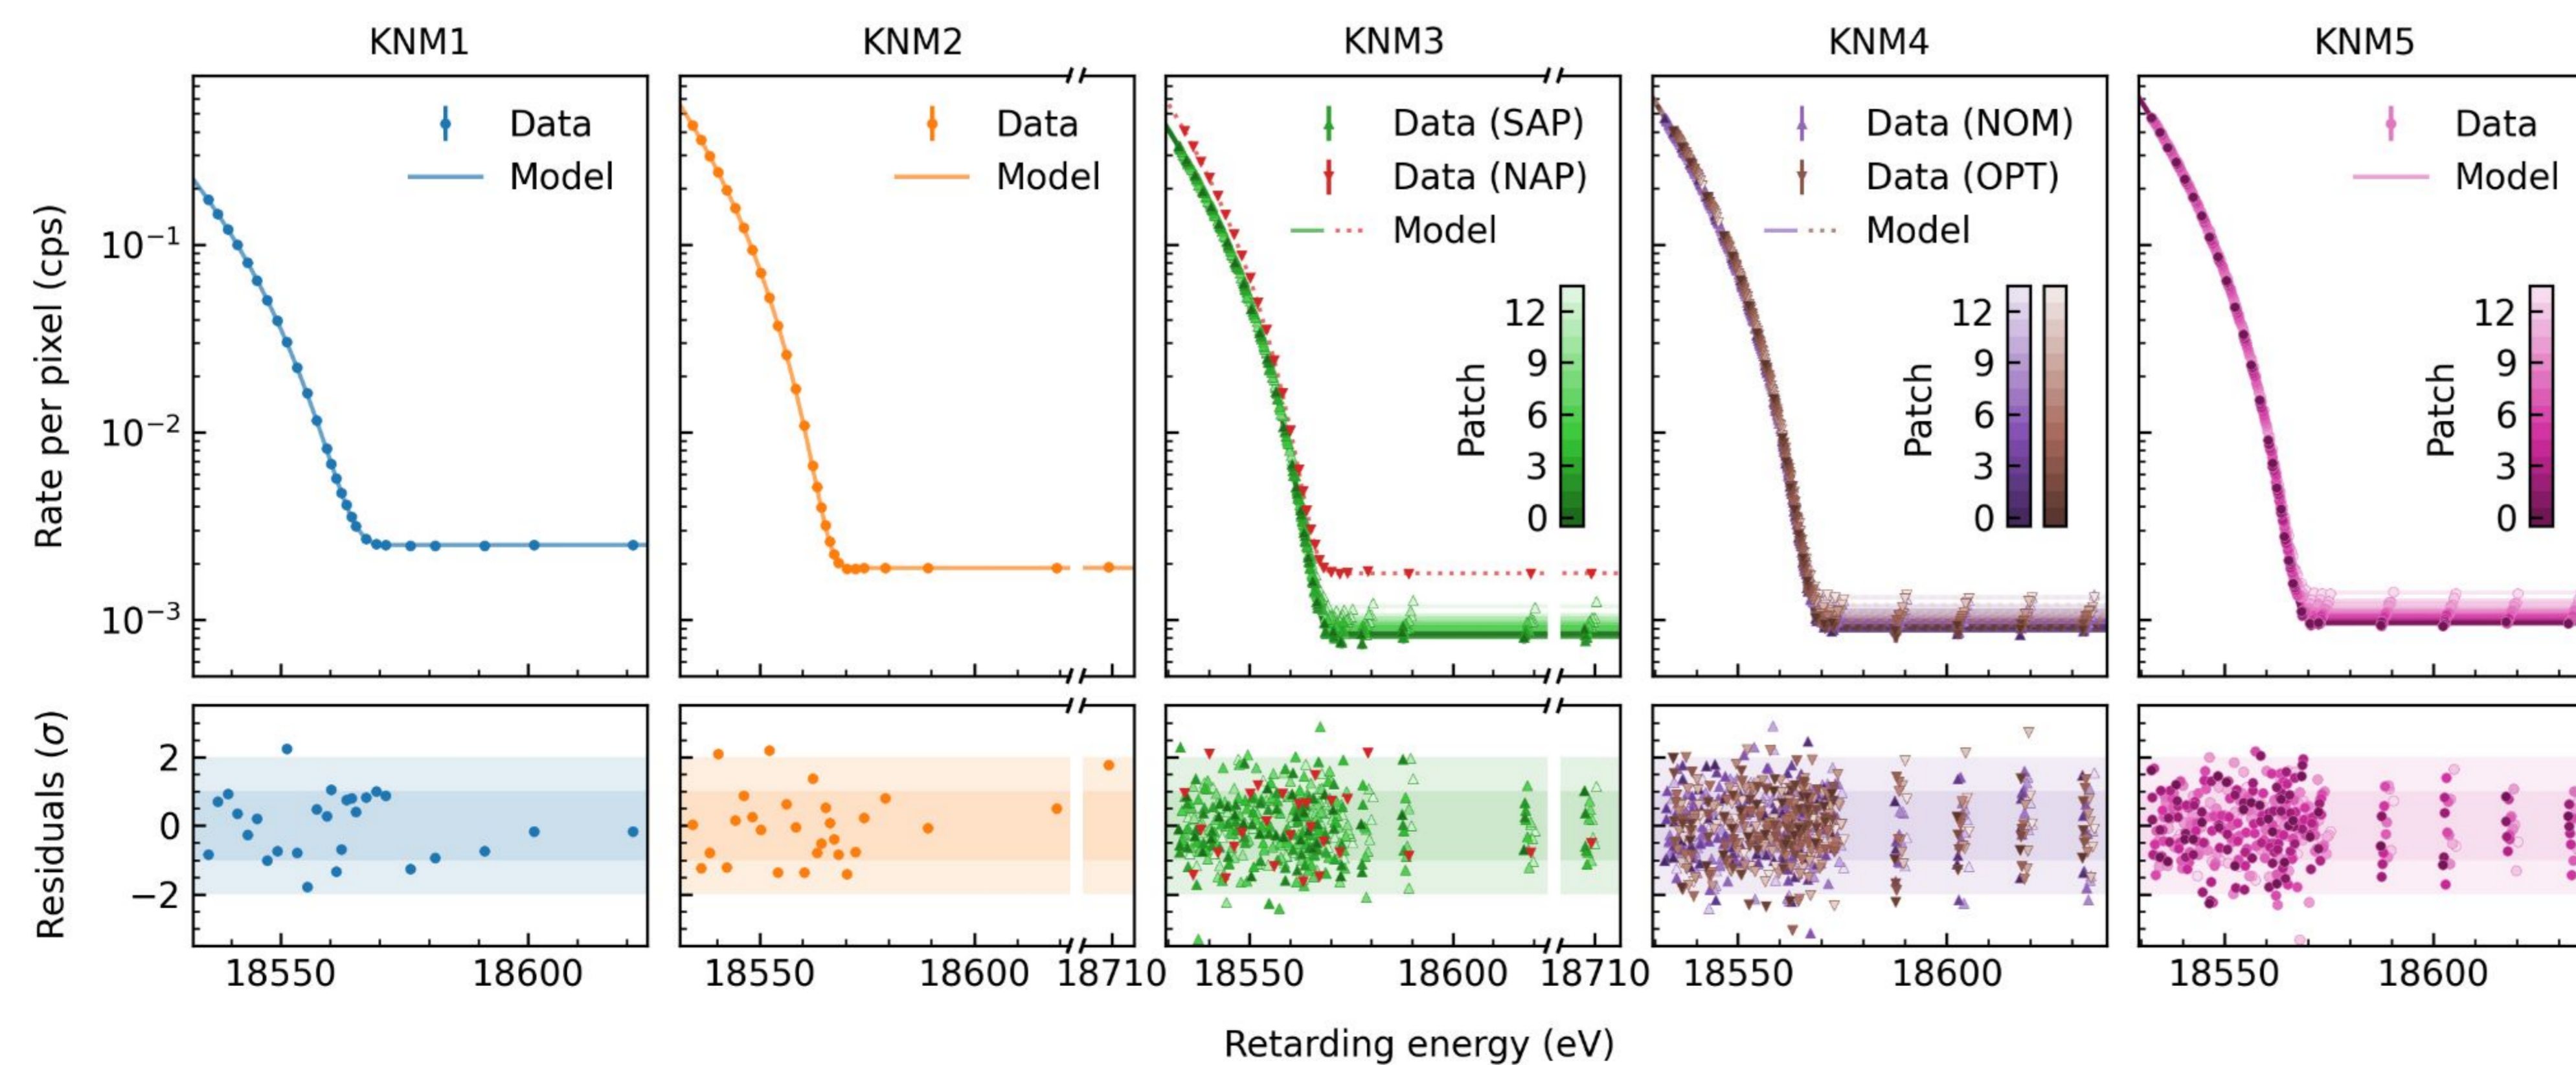 KNM1 KNM2 KNM3 KNM4 KNM5
Data Data Data (SAP) Data (NOM) Data
Model Model Data (NAP) Data (OPT) Model
Model Model
Rate per pixel (cps)
10⁻¹
10⁻²
10⁻³
Patch
12
9
6
3
0
Patch
12
9
6
3
0
Patch
12
9
6
3
0
Residuals (σ)
2
0
−2
18550 18600 18550 18600 18710 18550 18600 18710 18550 18600 18550 18600
Retarding energy (eV)